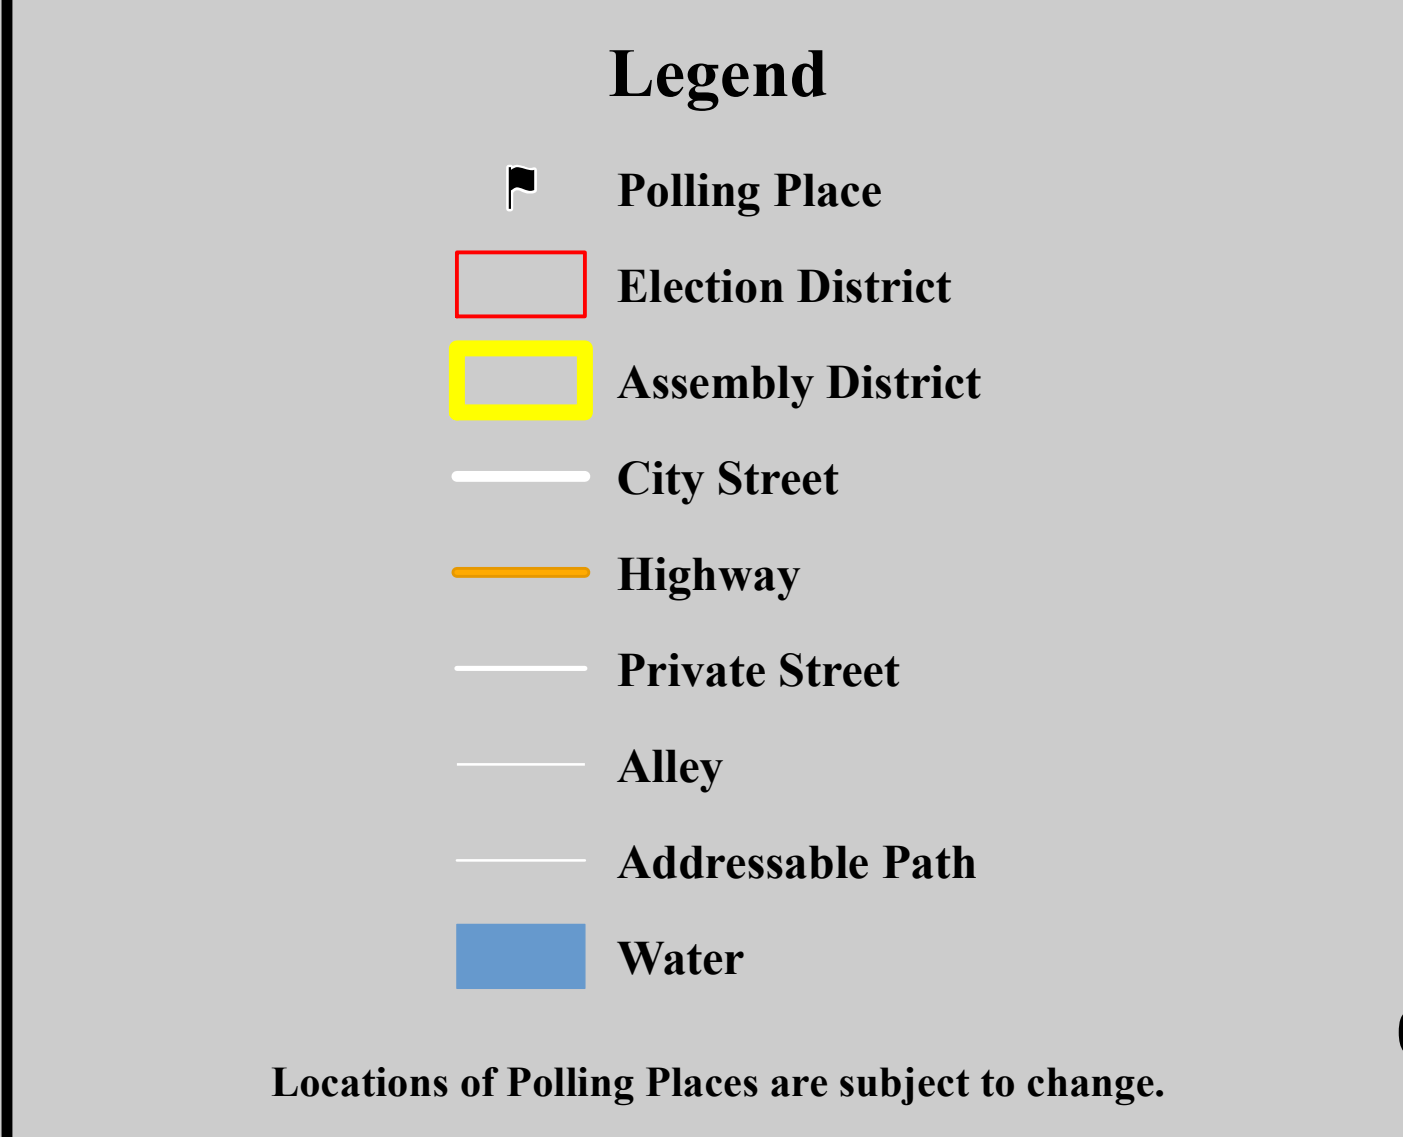 Legend
Polling Place
Election District
Assembly District
City Street
Highway
Private Street
Alley
Addressable Path
Water
Locations of Polling Places are subject to change.